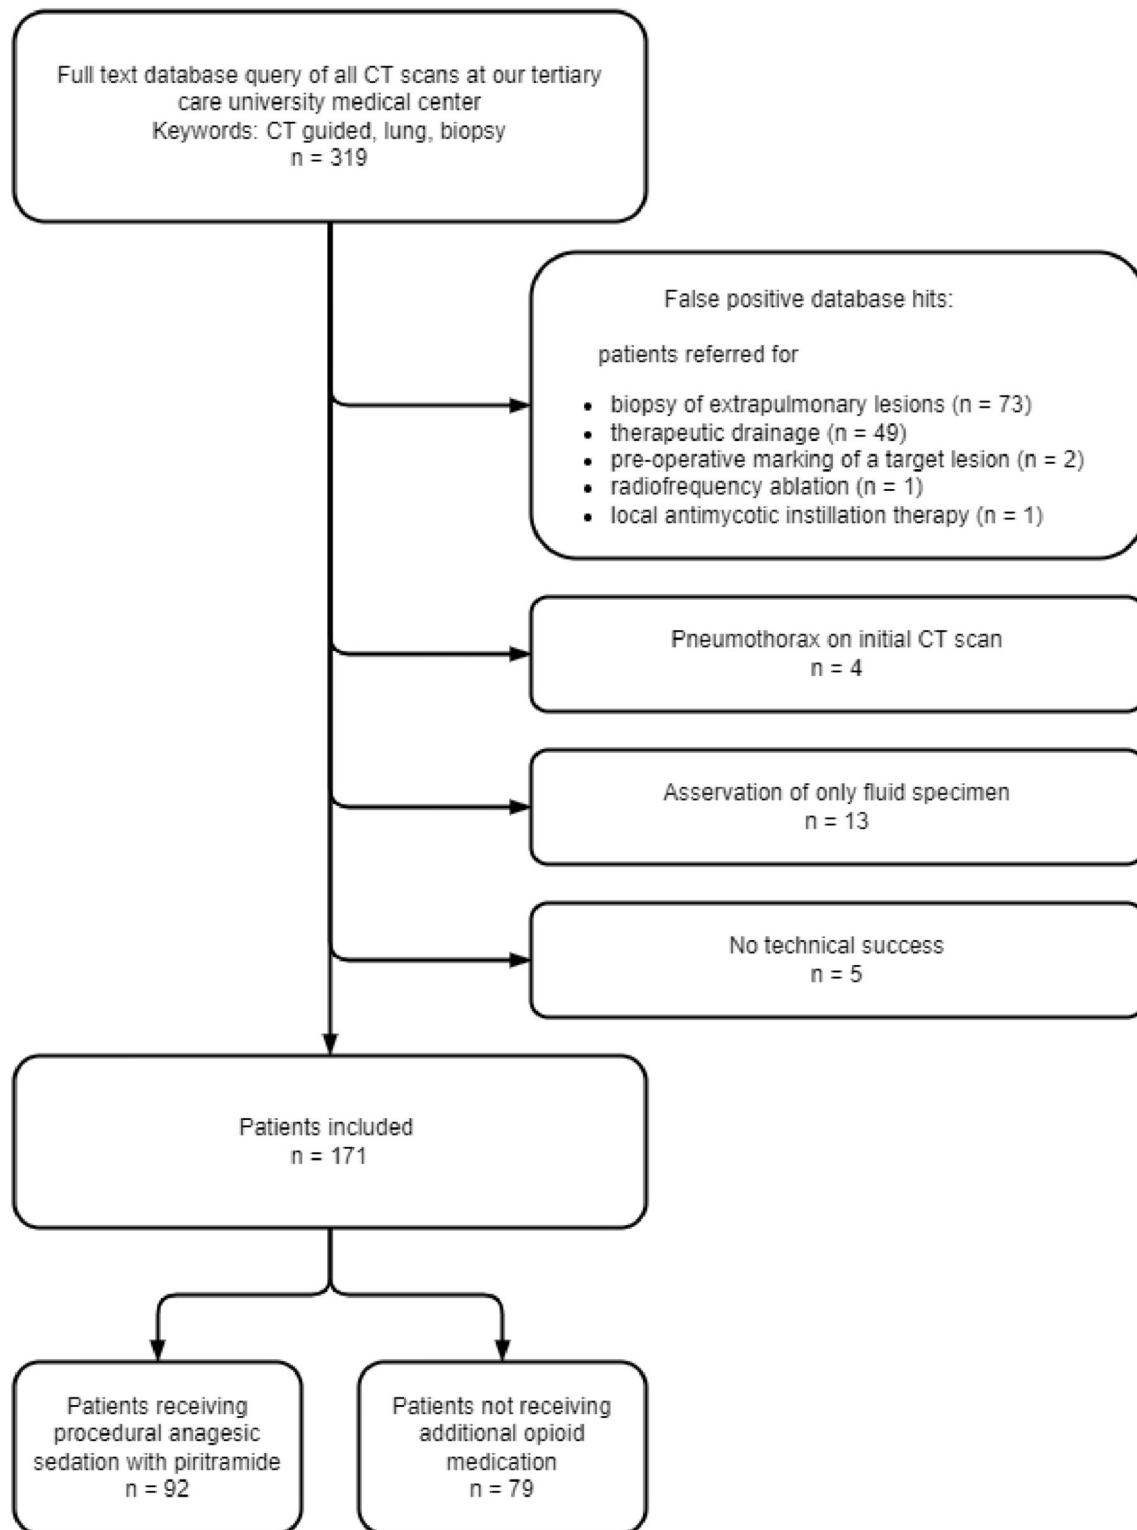 Full text database query of all CT scans at our tertiary
care university medical center
Keywords: CT guided, lung, biopsy
n = 319
False positive database hits:
patients referred for
• biopsy of extrapulmonary lesions (n = 73)
• therapeutic drainage (n = 49)
• pre-operative marking of a target lesion (n = 2)
• radiofrequency ablation (n = 1)
• local antimycotic instillation therapy (n = 1)
Pneumothorax on initial CT scan
n = 4
Asservation of only fluid specimen
n = 13
No technical success
n = 5
Patients included
n = 171
Patients receiving
procedural anagesic
sedation with piritramide
n = 92
Patients not receiving
additional opioid
medication
n = 79